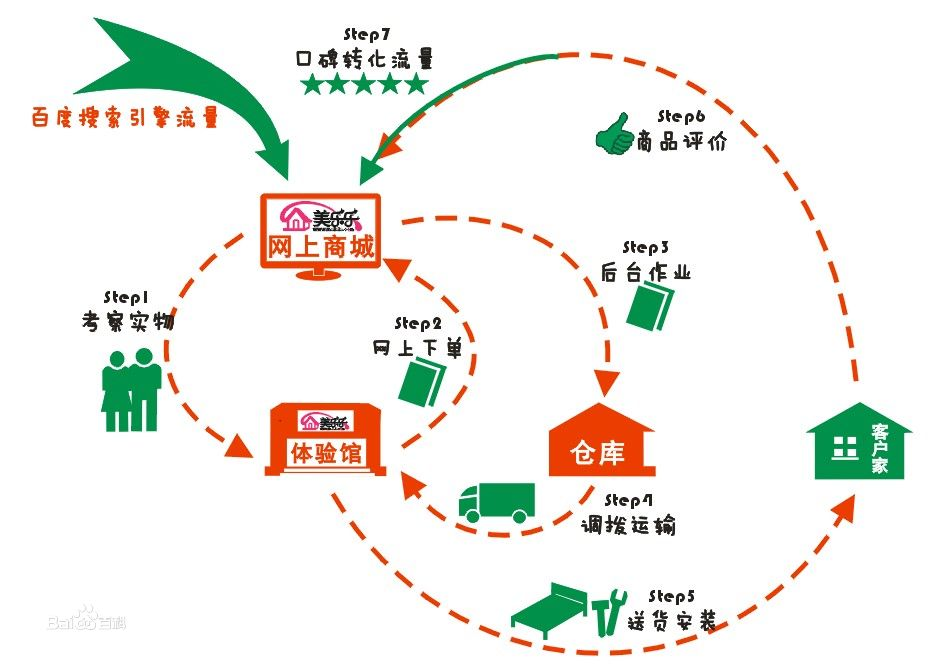 Step7
口碑转化流量
百度搜索引擎流量
Step6
商品评价
美乐乐
网上商城
Step3
后台作业
Step1
考察实物
Step2
网上下单
美乐乐
体验馆
仓库
客户家
Step4
调拨运输
Step5
送货安装
Baidu百科